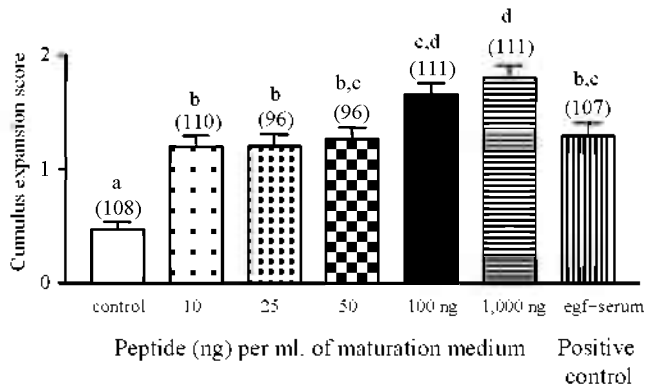 Cumulus expansion score
2
1
0
a
(108)
b
(110)
b
(96)
b,c
(96)
c,d
(111)
d
(111)
b,c
(107)
control 10 25 50 100 ng 1,000 ng egf-serum
Peptide (ng) per ml. of maturation medium Positive
control